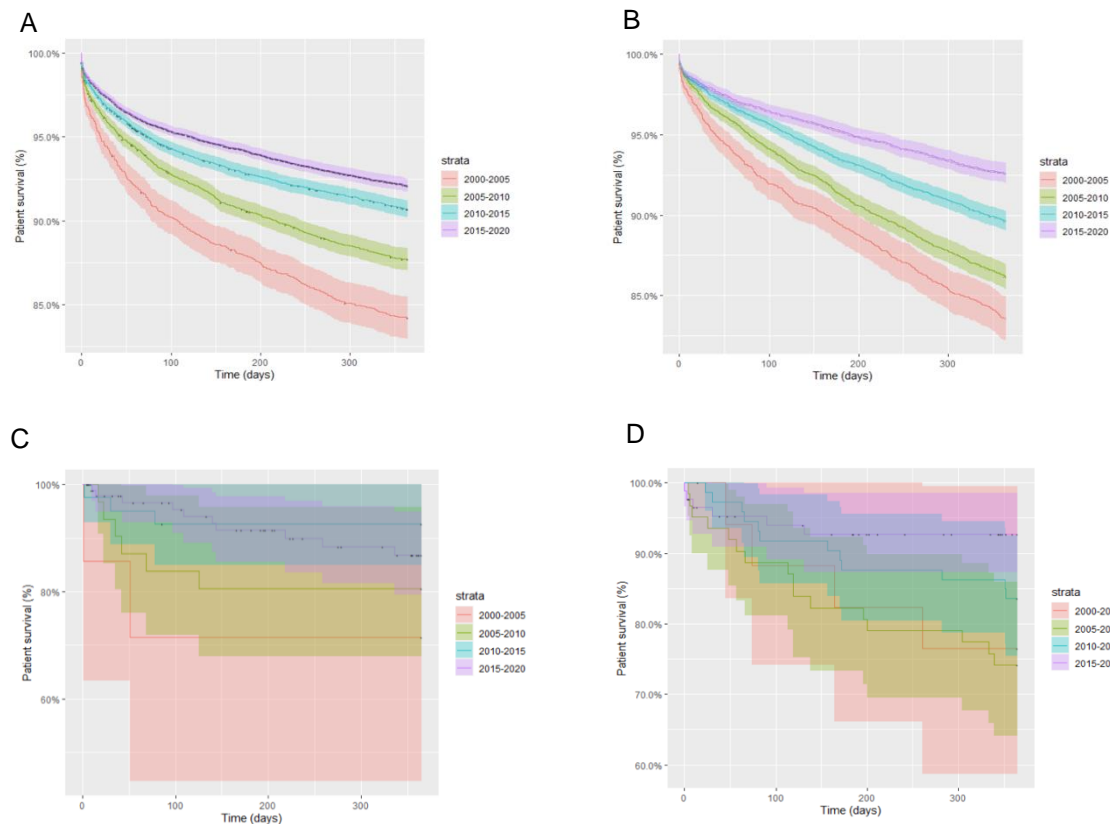 A
100.0%
95.0%
90.0%
85.0%
Patient survival (%)
0 100 200 300
Time (days)
strata
2000-2005
2005-2010
2010-2015
2015-2020
B
100.0%
95.0%
90.0%
85.0%
Patient survival (%)
0 100 200 300
Time (days)
strata
2000-2005
2005-2010
2010-2015
2015-2020
C
100%
80%
60%
Patient survival (%)
0 100 200 300
Time (days)
strata
2000-2005
2005-2010
2010-2015
2015-2020
D
100.0%
90.0%
80.0%
70.0%
60.0%
Patient survival (%)
0 100 200 300
Time (days)
strata
2000-20
2005-20
2010-20
2015-20